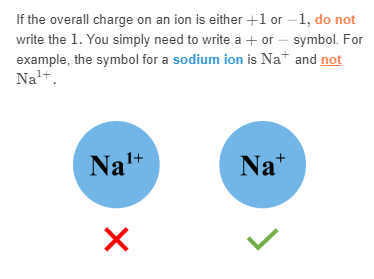 If the overall charge on an ion is either +1 or −1, do not
write the 1. You simply need to write a + or − symbol. For
example, the symbol for a sodium ion is Na⁺ and not
Na¹⁺.
Na¹⁺ Na⁺